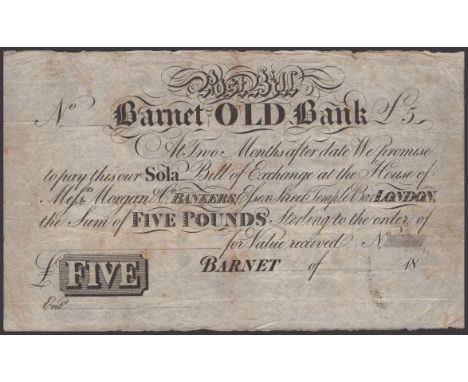 Post Bill
No Barnet OLD Bank £5
At Two Months after date We promise
to pay this our Sola Bill of Exchange at the House of
Messrs Morgan & Co BANKERS, Essex Street Temple Bar LONDON,
the Sum of FIVE POUNDS Sterling to the order of
for Value received No
BARNET of 18
£ FIVE
Entd